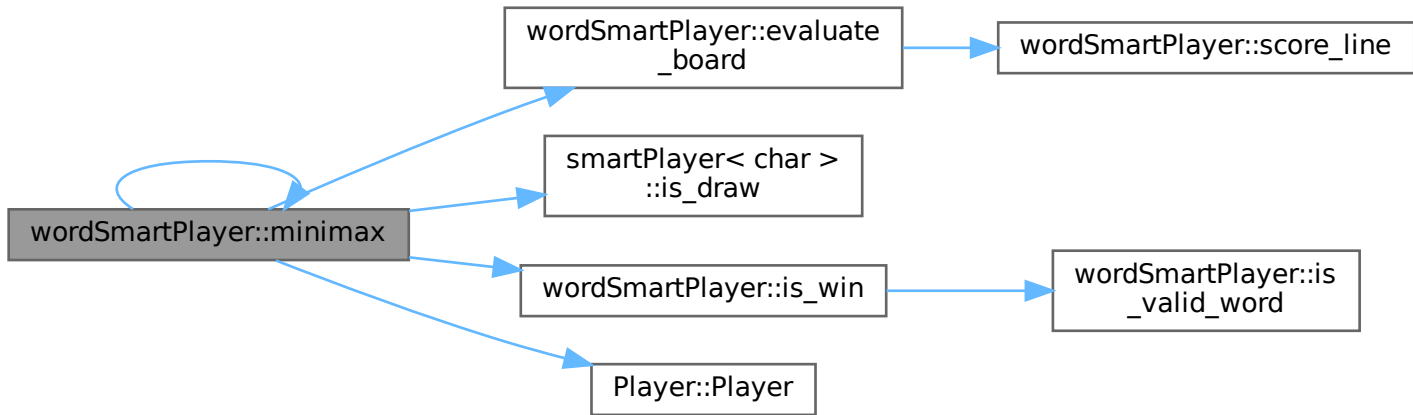 wordSmartPlayer::minimax
wordSmartPlayer::evaluate
_board
wordSmartPlayer::score_line
smartPlayer< char >
::is_draw
wordSmartPlayer::is_win
wordSmartPlayer::is
_valid_word
Player::Player